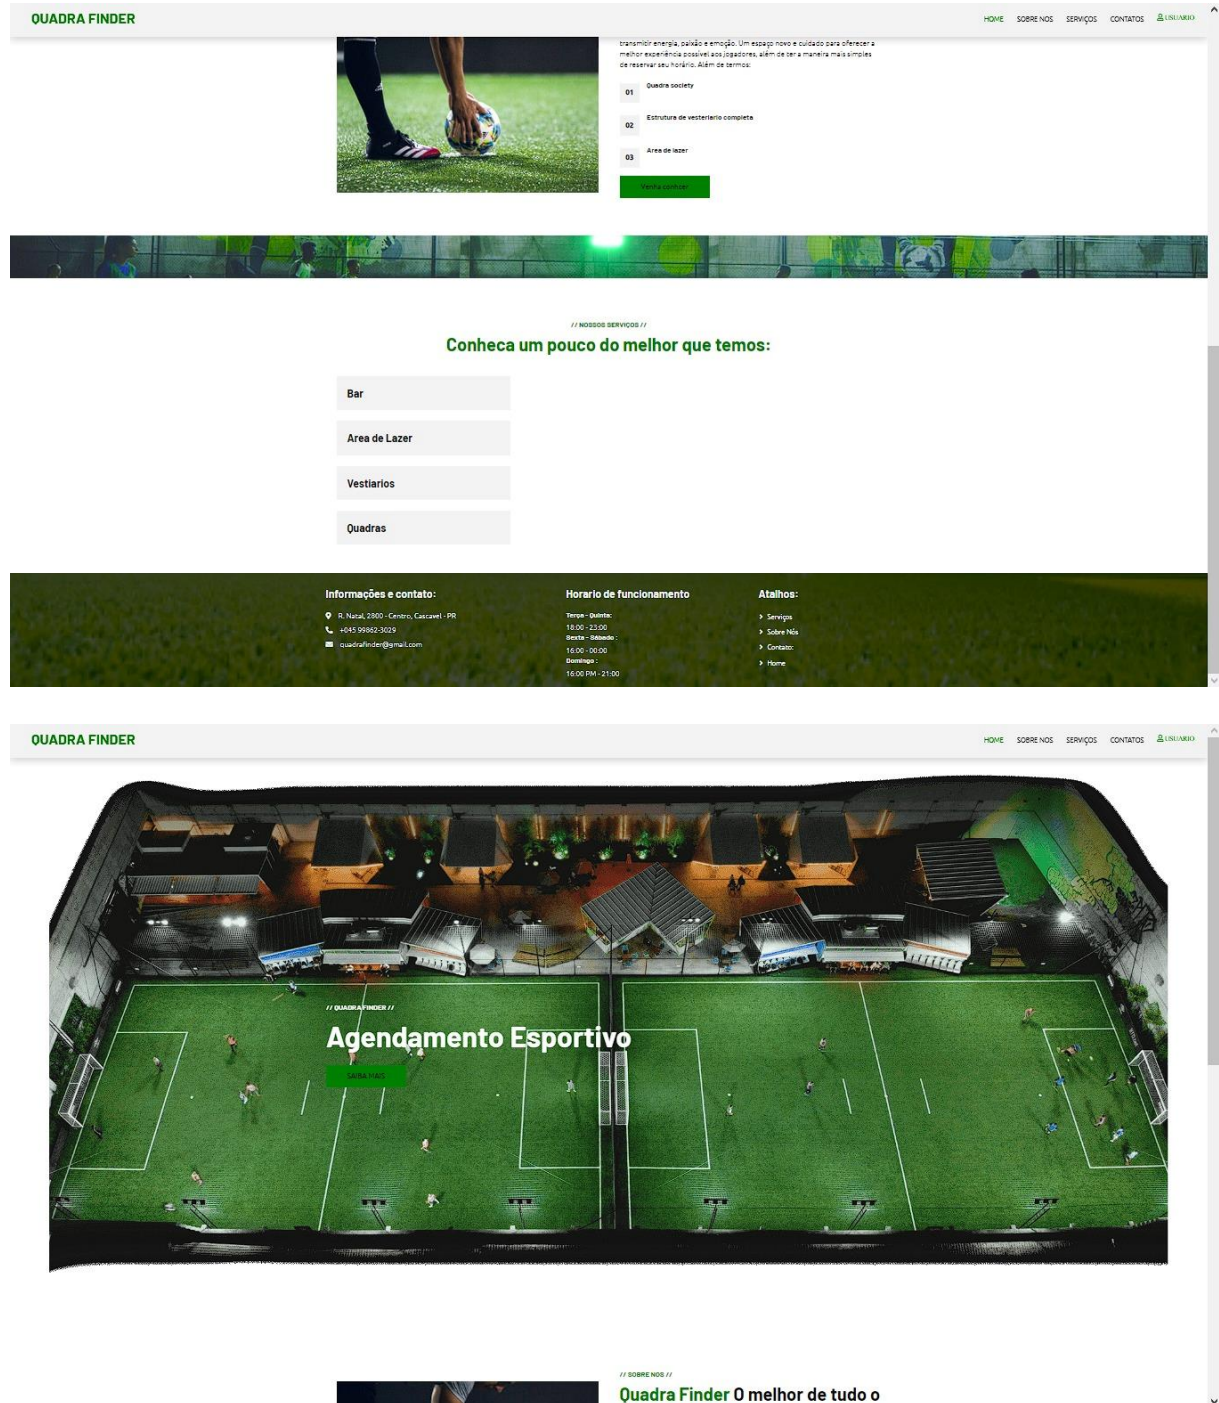 QUADRA FINDER
HOME SOBRE NOS SERVIÇOS CONTATOS USUARIO
transmitir energia, paixão e emoção. Um espaço novo e cuidado para oferecer a
melhor experiência possível aos jogadores, além de ter a maneira mais simples
de reservar seu horário. Além de termos:
01 Quadra society
02 Estrutura de vesteriario completa
03 Area de lazer
Venha conhcer
// NOSSOS SERVIÇOS //
Conheca um pouco do melhor que temos:
Bar
Area de Lazer
Vestiarios
Quadras
Informações e contato:
R. Natal, 2800 - Centro, Cascavel - PR
+045 99862-3029
quadrafinder@gmail.com
Horario de funcionamento
Terça - Quinta:
18:00 - 23:00
Sexta - Sábado :
16:00 - 00:00
Domingo :
16:00 PM - 21:00
Atalhos:
Serviços
Sobre Nós
Contato:
Home
QUADRA FINDER
HOME SOBRE NOS SERVIÇOS CONTATOS USUARIO
// QUADRA FINDER //
Agendamento Esportivo
SAIBA MAIS
// SOBRE NOS //
Quadra Finder O melhor de tudo o